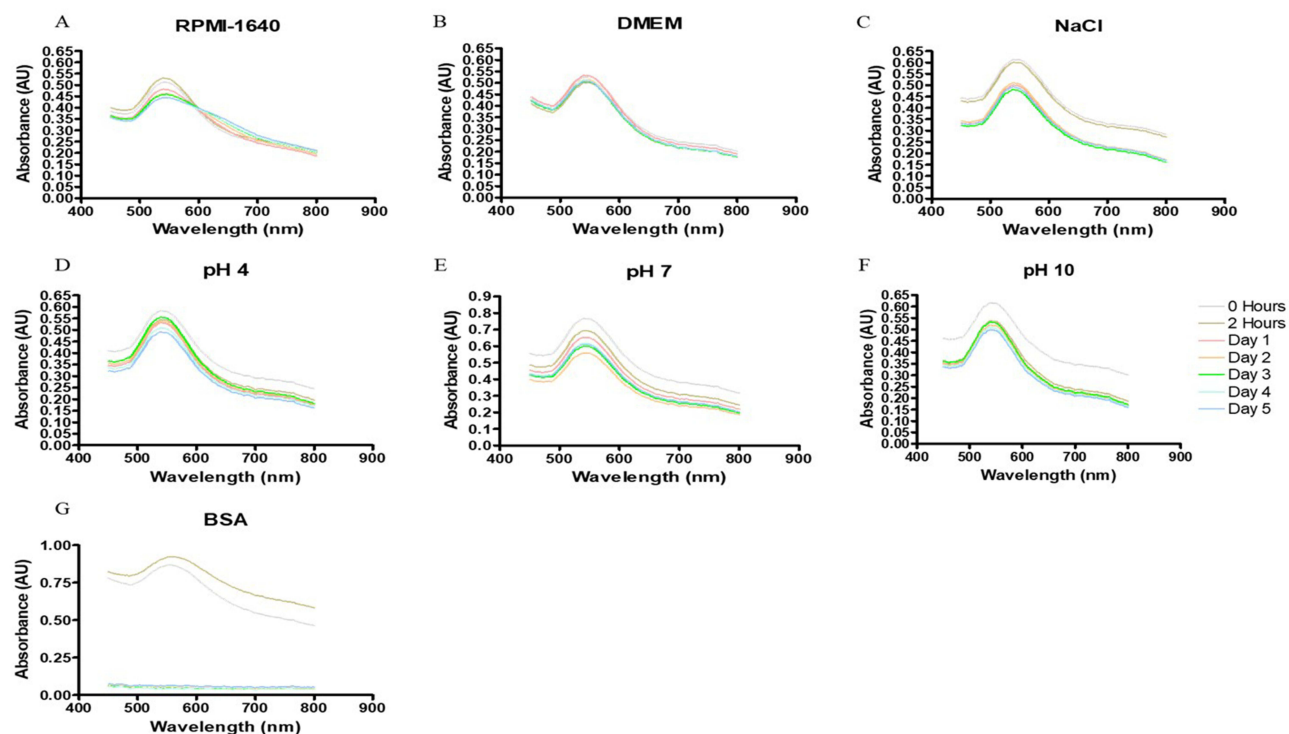 A
RPMI-1640
0.65
0.60
0.55
0.50
0.45
0.40
0.35
0.30
0.25
0.20
0.15
0.10
0.05
0.00
Absorbance (AU)
400 500 600 700 800 900
Wavelength (nm)
B
DMEM
0.65
0.60
0.55
0.50
0.45
0.40
0.35
0.30
0.25
0.20
0.15
0.10
0.05
0.00
Absorbance (AU)
400 500 600 700 800 900
Wavelength (nm)
C
NaCl
0.65
0.60
0.55
0.50
0.45
0.40
0.35
0.30
0.25
0.20
0.15
0.10
0.05
0.00
Absorbance (AU)
400 500 600 700 800 900
Wavelength (nm)
D
pH 4
0.65
0.60
0.55
0.50
0.45
0.40
0.35
0.30
0.25
0.20
0.15
0.10
0.05
0.00
Absorbance (AU)
400 500 600 700 800 900
Wavelength (nm)
E
pH 7
0.9
0.8
0.7
0.6
0.5
0.4
0.3
0.2
0.1
0.0
Absorbance (AU)
400 500 600 700 800 900
Wavelength (nm)
F
pH 10
0.65
0.60
0.55
0.50
0.45
0.40
0.35
0.30
0.25
0.20
0.15
0.10
0.05
0.00
Absorbance (AU)
400 500 600 700 800 900
Wavelength (nm)
0 Hours
2 Hours
Day 1
Day 2
Day 3
Day 4
Day 5
G
BSA
1.00
0.75
0.50
0.25
0.00
Absorbance (AU)
400 500 600 700 800 900
Wavelength (nm)